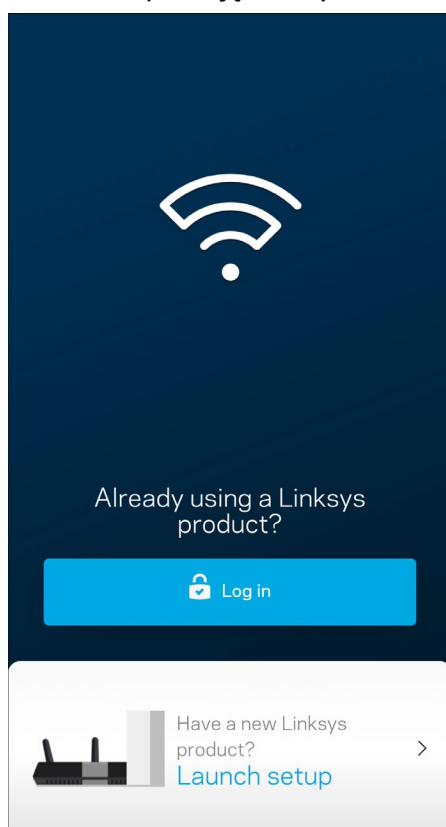 Already using a Linksys
product?
Log in
Have a new Linksys
product?
Launch setup